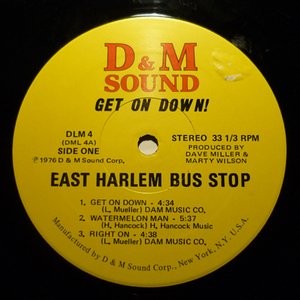 D & M
SOUND
GET ON DOWN!
DLM 4
(DML 4A)
SIDE ONE
℗1976 D & M Sound Corp.
STEREO 33 1/3 RPM
PRODUCED BY
DAVE MILLER &
MARTY WILSON
EAST HARLEM BUS STOP
1. GET ON DOWN - 4:34
(L, Mueller) DAM MUSIC CO,
2. WATERMELON MAN - 5:37
(H, Hancock) H, Hancock Music
3. RIGHT ON - 4:38
(L, Mueller) DAM MUSIC CO,
Manufactured by D & M Sound Corp., New York, N.Y. U.S.A.